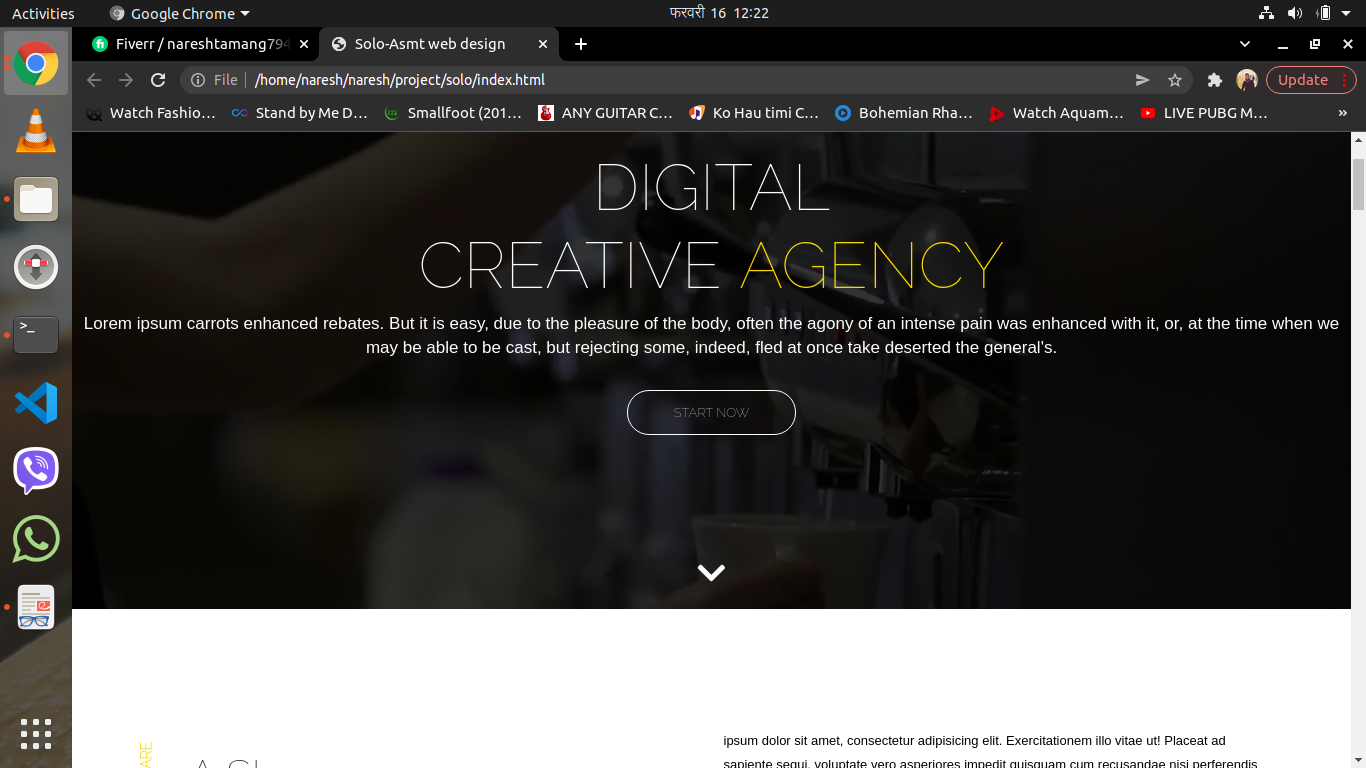 Activities
Google Chrome
फरवरी 16 12:22
Fiverr / nareshtamang794
Solo-Asmt web design
File
/home/naresh/naresh/project/solo/index.html
Update
Watch Fashio…
Stand by Me D…
Smallfoot (201…
ANY GUITAR C…
Ko Hau timi C…
Bohemian Rha…
Watch Aquam…
LIVE PUBG M…
»
DIGITAL
CREATIVE AGENCY
Lorem ipsum carrots enhanced rebates. But it is easy, due to the pleasure of the body, often the agony of an intense pain was enhanced with it, or, at the time when we
may be able to be cast, but rejecting some, indeed, fled at once take deserted the general's.
START NOW
ARE
ipsum dolor sit amet, consectetur adipisicing elit. Exercitationem illo vitae ut! Placeat ad
sapiente sequi, voluptate vero asperiores impedit quisquam cum recusandae nisi perferendis